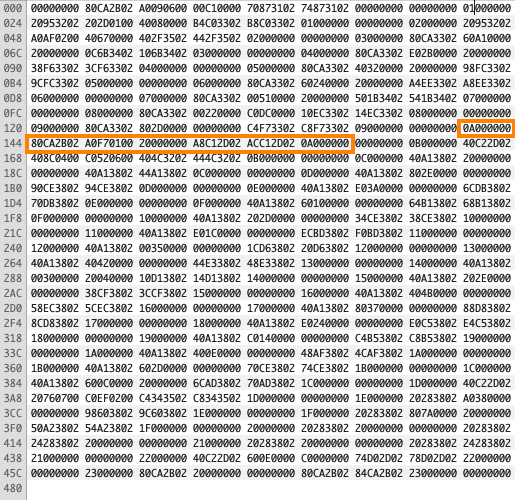 000 00000000 80CA2B02 A0090600 00C10000 70873102 74873102 00000000 00000000 01000000
024 20953202 202D0100 40080000 B4C03302 B8C03302 01000000 00000000 02000000 20953202
048 A0AF0200 40670000 402F3502 442F3502 02000000 00000000 03000000 80CA3302 60A10000
06C 20000000 0C6B3402 106B3402 03000000 00000000 04000000 80CA3302 E02B0000 20000000
090 38F63302 3CF63302 04000000 00000000 05000000 80CA3302 40320000 20000000 98FC3302
0B4 9CFC3302 05000000 00000000 06000000 80CA3302 60240000 20000000 A4EE3302 A8EE3302
0D8 06000000 00000000 07000000 80CA3302 00510000 20000000 501B3402 541B3402 07000000
0FC 00000000 08000000 80CA3302 00220000 C0DC0000 10EC3302 14EC3302 08000000 00000000
120 09000000 80CA3302 802D0000 00000000 C4F73302 C8F73302 09000000 00000000 0A000000
144 80CA2B02 A0F70100 20000000 A8C12D02 ACC12D02 0A000000 00000000 0B000000 40C22D02
168 408C0400 C0520600 404C3202 444C3202 0B000000 00000000 0C000000 40A13802 20000000
18C 00000000 40A13802 44A13802 0C000000 00000000 0D000000 40A13802 802E0000 00000000
1B0 90CE3802 94CE3802 0D000000 00000000 0E000000 40A13802 E03A0000 00000000 6CDB3802
1D4 70DB3802 0E000000 00000000 0F000000 40A13802 60100000 00000000 64B13802 68B13802
1F8 0F000000 00000000 10000000 40A13802 202D0000 00000000 34CE3802 38CE3802 10000000
21C 00000000 11000000 40A13802 E01C0000 00000000 ECBD3802 F0BD3802 11000000 00000000
240 12000000 40A13802 00350000 00000000 1CD63802 20D63802 12000000 00000000 13000000
264 40A13802 40420000 00000000 44E33802 48E33802 13000000 00000000 14000000 40A13802
288 00300000 20040000 10D13802 14D13802 14000000 00000000 15000000 40A13802 202E0000
2AC 00000000 38CF3802 3CCF3802 15000000 00000000 16000000 40A13802 404B0000 00000000
2D0 58EC3802 5CEC3802 16000000 00000000 17000000 40A13802 80370000 00000000 88D83802
2F4 8CD83802 17000000 00000000 18000000 40A13802 E0240000 00000000 E0C53802 E4C53802
318 18000000 00000000 19000000 40A13802 C0140000 00000000 C4B53802 C8B53802 19000000
33C 00000000 1A000000 40A13802 400E0000 00000000 48AF3802 4CAF3802 1A000000 00000000
360 1B000000 40A13802 602D0000 00000000 70CE3802 74CE3802 1B000000 00000000 1C000000
384 40A13802 600C0000 20000000 6CAD3802 70AD3802 1C000000 00000000 1D000000 40C22D02
3A8 20760700 C0EF0200 C4343502 C8343502 1D000000 00000000 1E000000 20283802 A0380000
3CC 00000000 98603802 9C603802 1E000000 00000000 1F000000 20283802 807A0000 20000000
3F0 50A23802 54A23802 1F000000 00000000 20000000 20283802 20000000 00000000 20283802
414 24283802 20000000 00000000 21000000 20283802 20000000 00000000 20283802 24283802
438 21000000 00000000 22000000 40C22D02 600E0000 C0000000 74D02D02 78D02D02 22000000
45C 00000000 23000000 80CA2B02 20000000 00000000 80CA2B02 84CA2B02 23000000 00000000
480